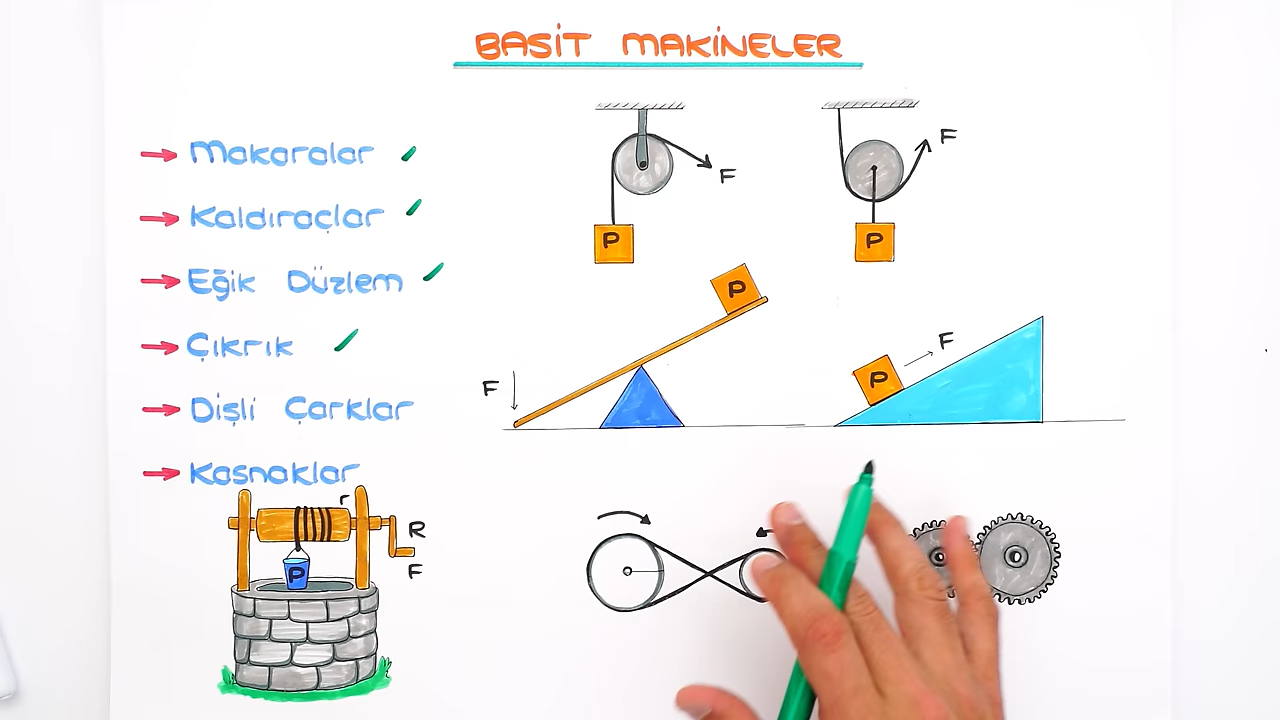 BASİT MAKİNELER
→ Makaralar ✓
→ Kaldıraçlar ✓
→ Eğik Düzlem ✓
→ Çıkrık ✓
→ Dişli Çarklar
→ Kasnaklar
F
P
F
P
F
P
F
P
r
R
F
P